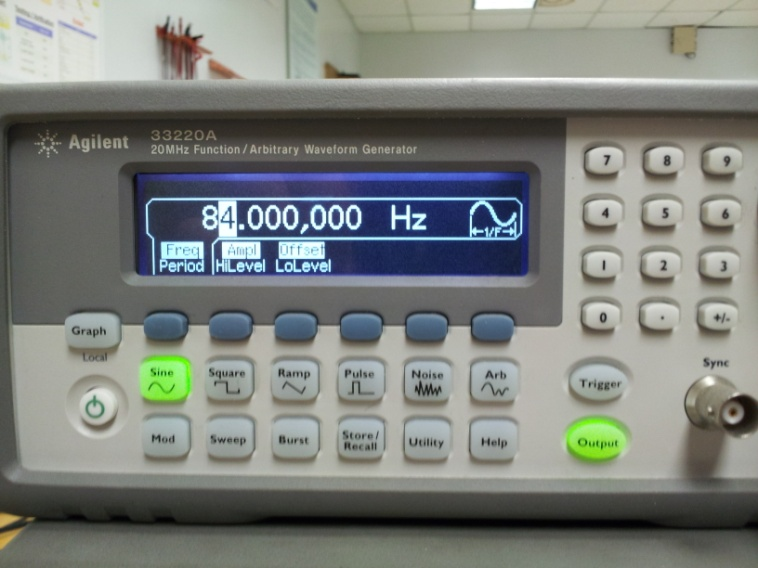 Agilent 33220A
20MHz Function / Arbitrary Waveform Generator
84.000,000 Hz
←1/F→
Freq Ampl Offset
Period HiLevel LoLevel
Graph
Local
Sine Square Ramp Pulse Noise Arb
Mod Sweep Burst Store/ Recall Utility Help
7 8 9
4 5 6
1 2 3
0 . +/-
Trigger
Sync
Output